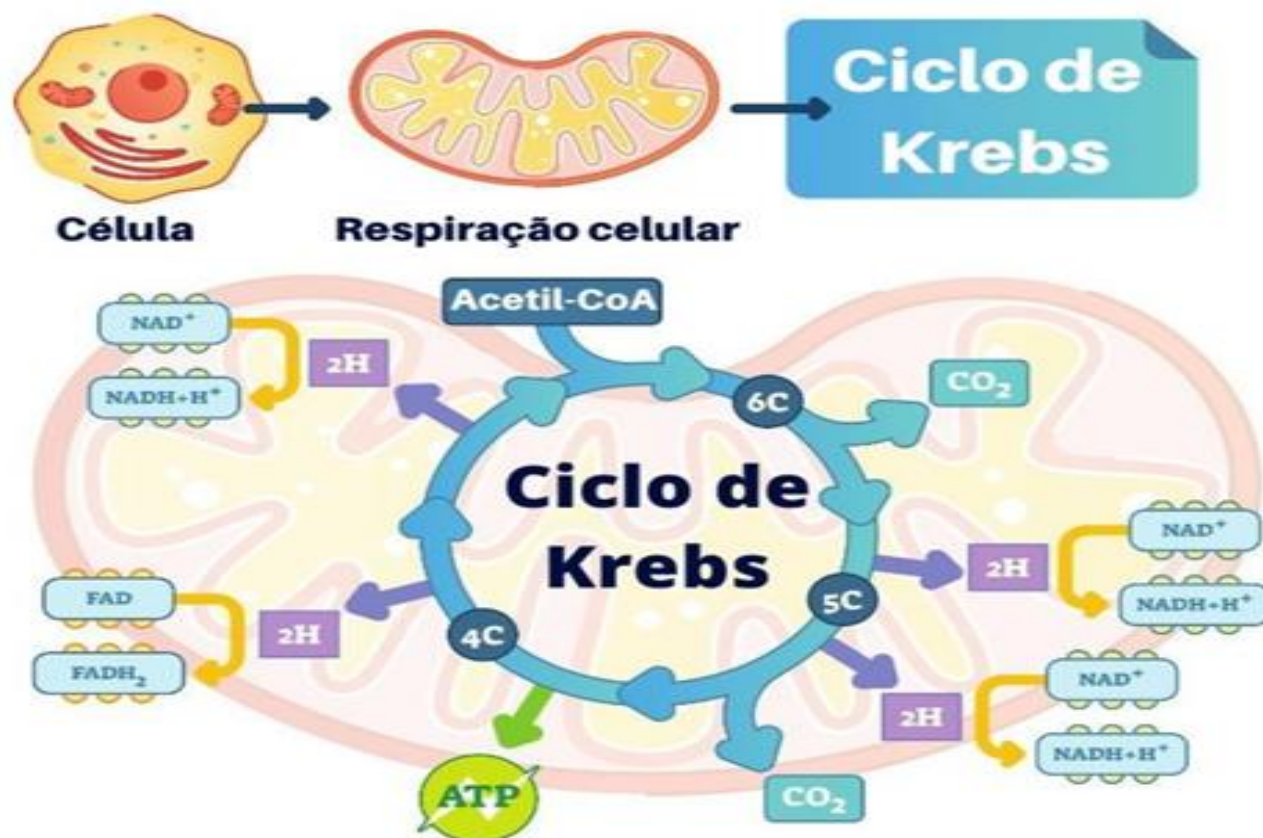 Ciclo de
Krebs
Célula
Respiração celular
Acetil-CoA
NAD⁺
2H
NADH+H⁺
CO₂
6C
Ciclo de
Krebs
NAD⁺
2H
NADH+H⁺
FAD
2H
FADH₂
5C
4C
NAD⁺
2H
NADH+H⁺
ATP
CO₂